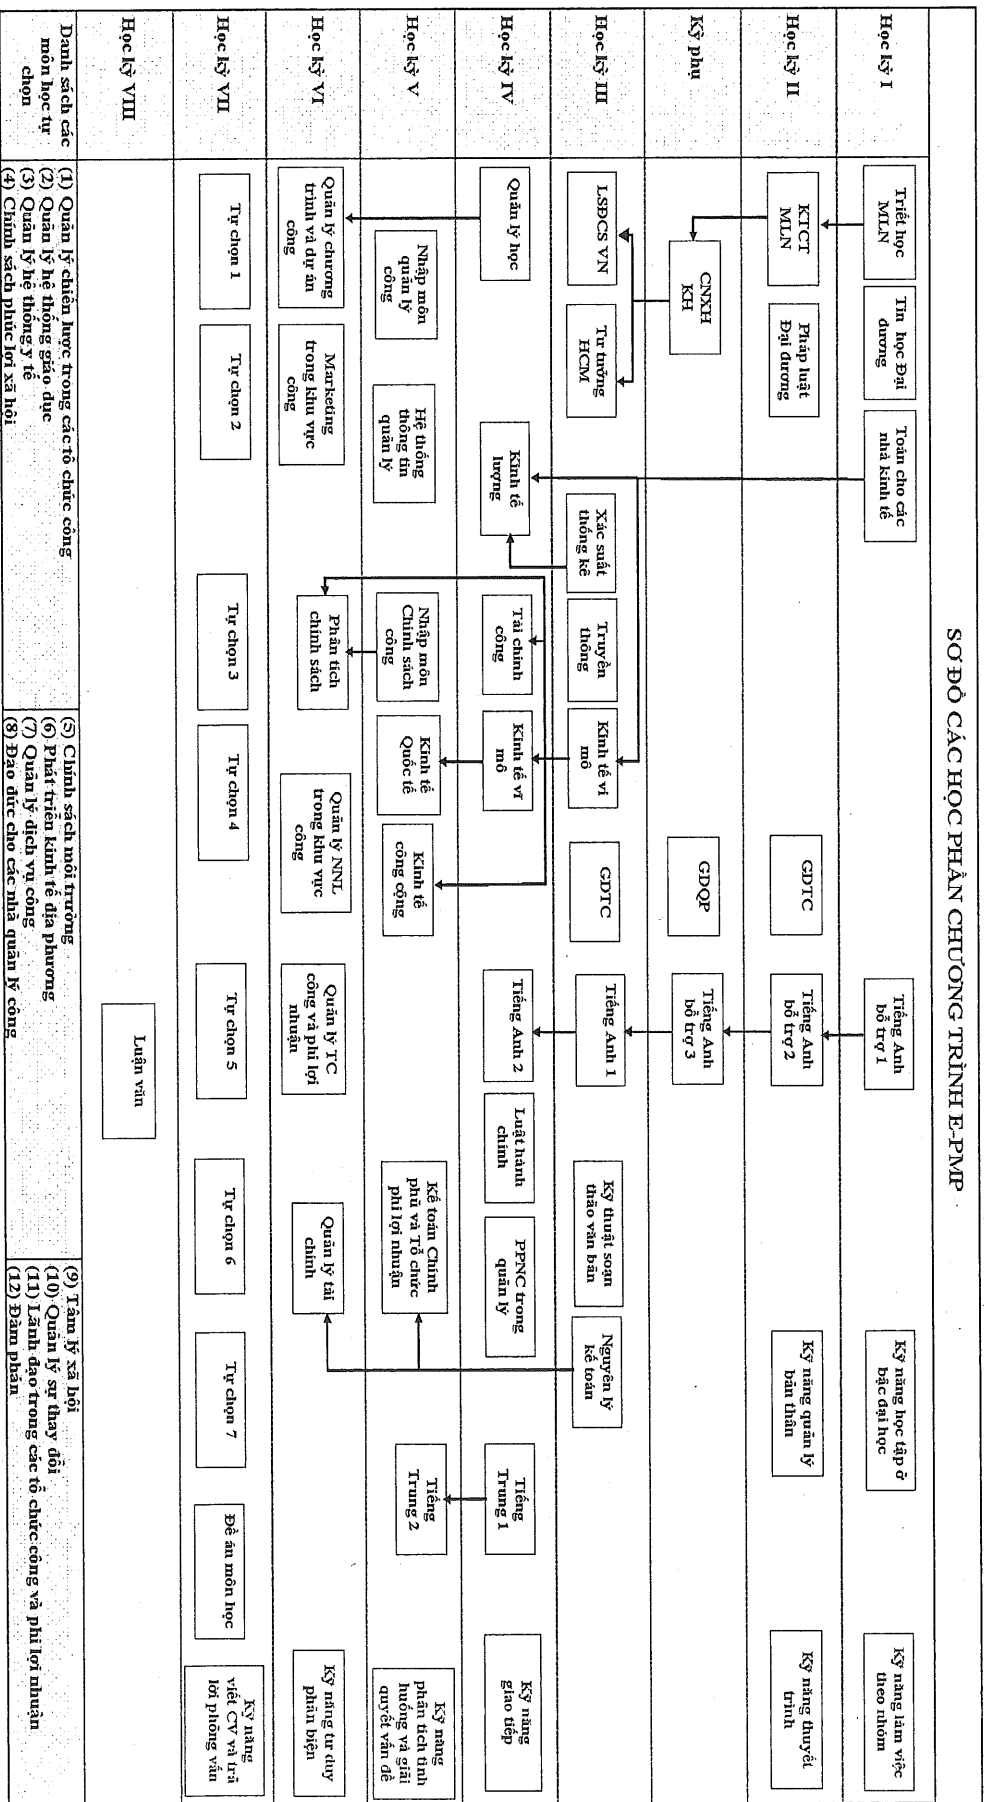 SƠ ĐỒ CÁC HỌC PHẦN CHƯƠNG TRÌNH E-PMP
Học kỳ I
Triết học
MLN
Tin học Đại
dương
Toán cho các
nhà kinh tế
Tiếng Anh
bổ trợ 1
Kỹ năng học tập ở
bậc đại học
Kỹ năng làm việc
theo nhóm
Học kỳ II
KTCT
MLN
Pháp luật
Đại dương
GDTC
Tiếng Anh
bổ trợ 2
Kỹ năng quản lý
bản thân
Kỹ năng thuyết
trình
Kỳ phụ
CNXH
KH
GDQP
Tiếng Anh
bổ trợ 3
Học kỳ III
LSĐCS VN
Tư tưởng
HCM
Xác suất
thống kê
Truyền
thông
Kinh tế vi
mô
GDTC
Tiếng Anh 1
Kỹ thuật soạn
thảo văn bản
Nguyên lý
kế toán
Học kỳ IV
Quản lý học
Kinh tế
lượng
Tài chính
công
Kinh tế vĩ
mô
Tiếng Anh 2
Luật hành
chính
PPNC trong
quản lý
Tiếng
Trung 1
Kỹ năng
giao tiếp
Học kỳ V
Nhập môn
quản lý
công
Hệ thống
thông tin
quản lý
Nhập môn
Chính sách
công
Kinh tế
Quốc tế
Kinh tế
công cộng
Kế toán Chính
phủ và Tổ chức
phi lợi nhuận
Tiếng
Trung 2
Kỹ năng
phân tích tình
huống và giải
quyết vấn đề
Học kỳ VI
Quản lý chương
trình và dự án
công
Marketing
trong khu vực
công
Phân tích
chính sách
Quản lý NNL
trong khu vực
công
Quản lý TC
công và phi lợi
nhuận
Quản lý tài
chính
Kỹ năng tư duy
phản biện
Học kỳ VII
Tự chọn 1
Tự chọn 2
Tự chọn 3
Tự chọn 4
Tự chọn 5
Tự chọn 6
Tự chọn 7
Đề án môn học
Kỹ năng
viết CV và trả
lời phỏng vấn
Học kỳ VIII
Luận văn
Danh sách các
môn học tự
chọn
(1) Quản lý chiến lược trong các tổ chức công
(2) Quản lý hệ thống giáo dục
(3) Quản lý hệ thống y tế
(4) Chính sách phúc lợi xã hội
(5) Chính sách môi trường
(6) Phát triển kinh tế địa phương
(7) Quản lý dịch vụ công
(8) Đạo đức cho các nhà quản lý công
(9) Tâm lý xã hội
(10) Quản lý sự thay đổi
(11) Lãnh đạo trong các tổ chức công và phi lợi nhuận
(12) Đàm phán